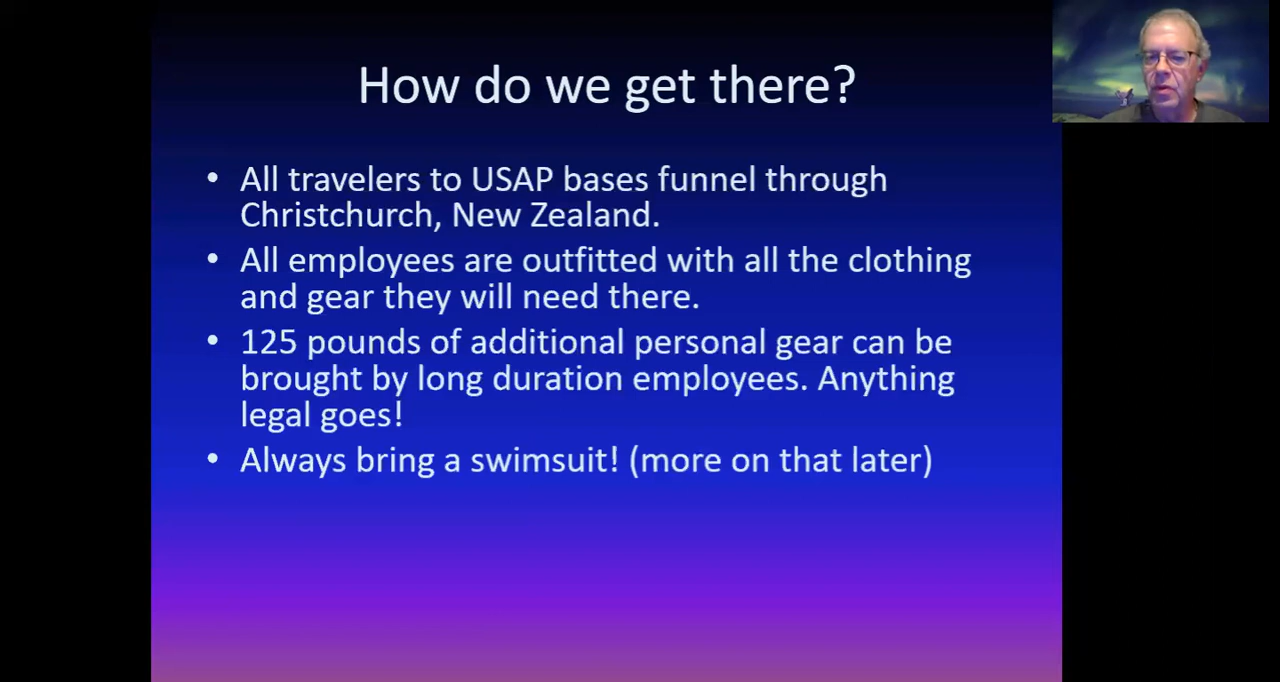 How do we get there?
• All travelers to USAP bases funnel through
Christchurch, New Zealand.
• All employees are outfitted with all the clothing
and gear they will need there.
• 125 pounds of additional personal gear can be
brought by long duration employees. Anything
legal goes!
• Always bring a swimsuit! (more on that later)